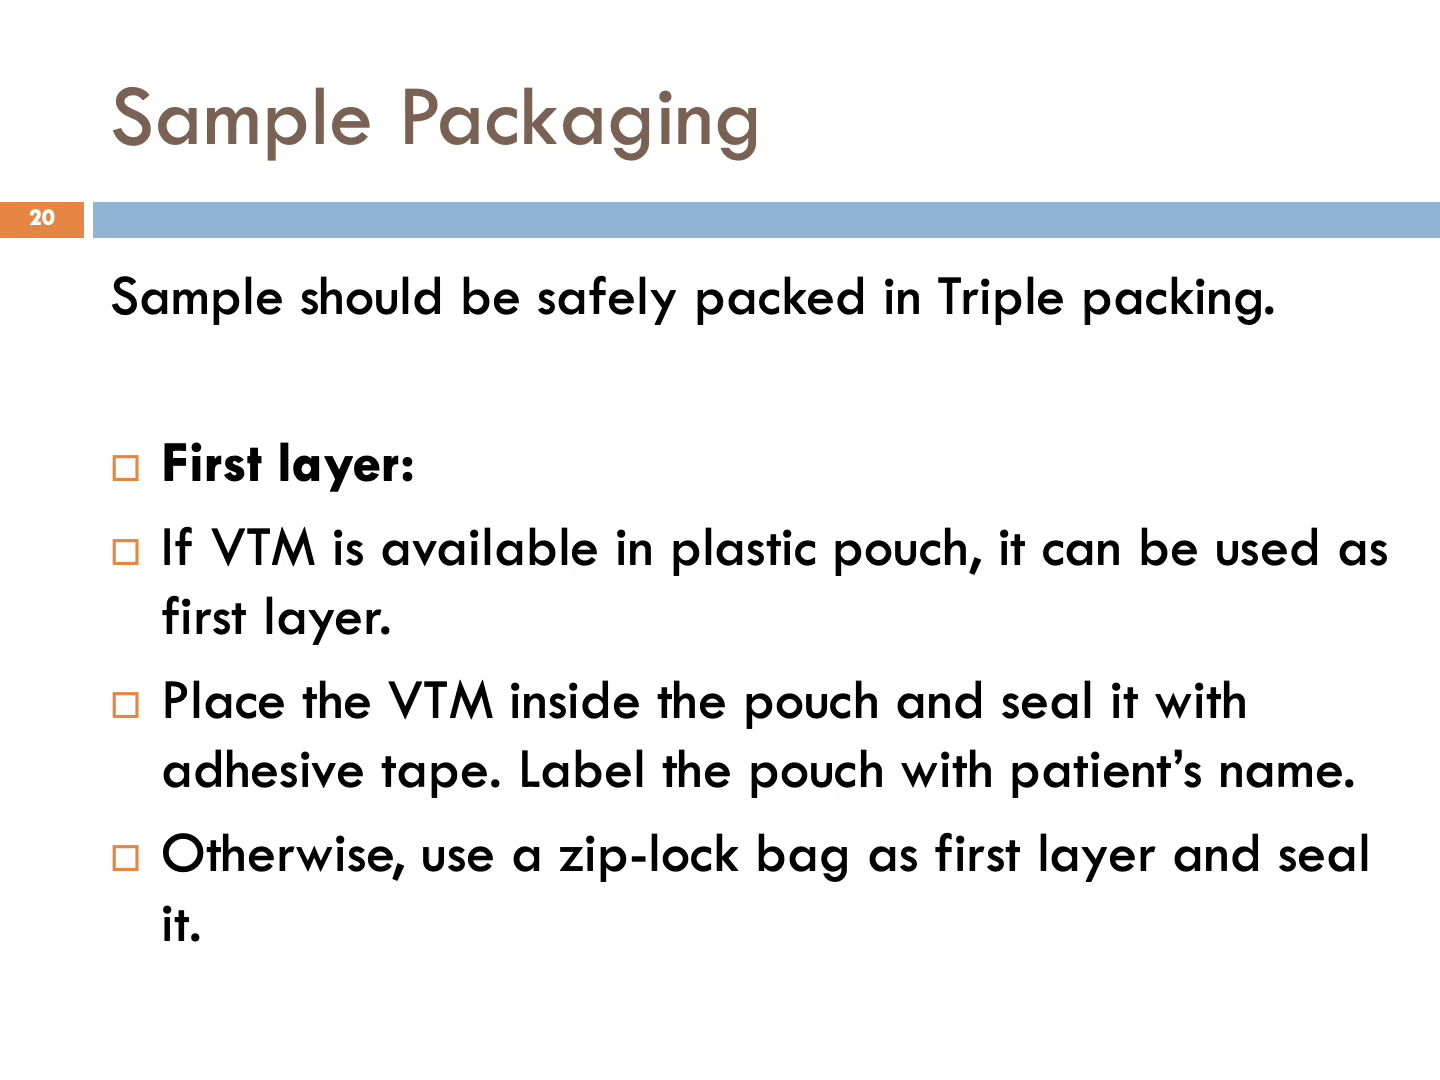 Sample Packaging
20
Sample should be safely packed in Triple packing.
First layer:
If VTM is available in plastic pouch, it can be used as
first layer.
Place the VTM inside the pouch and seal it with
adhesive tape. Label the pouch with patient’s name.
Otherwise, use a zip-lock bag as first layer and seal
it.